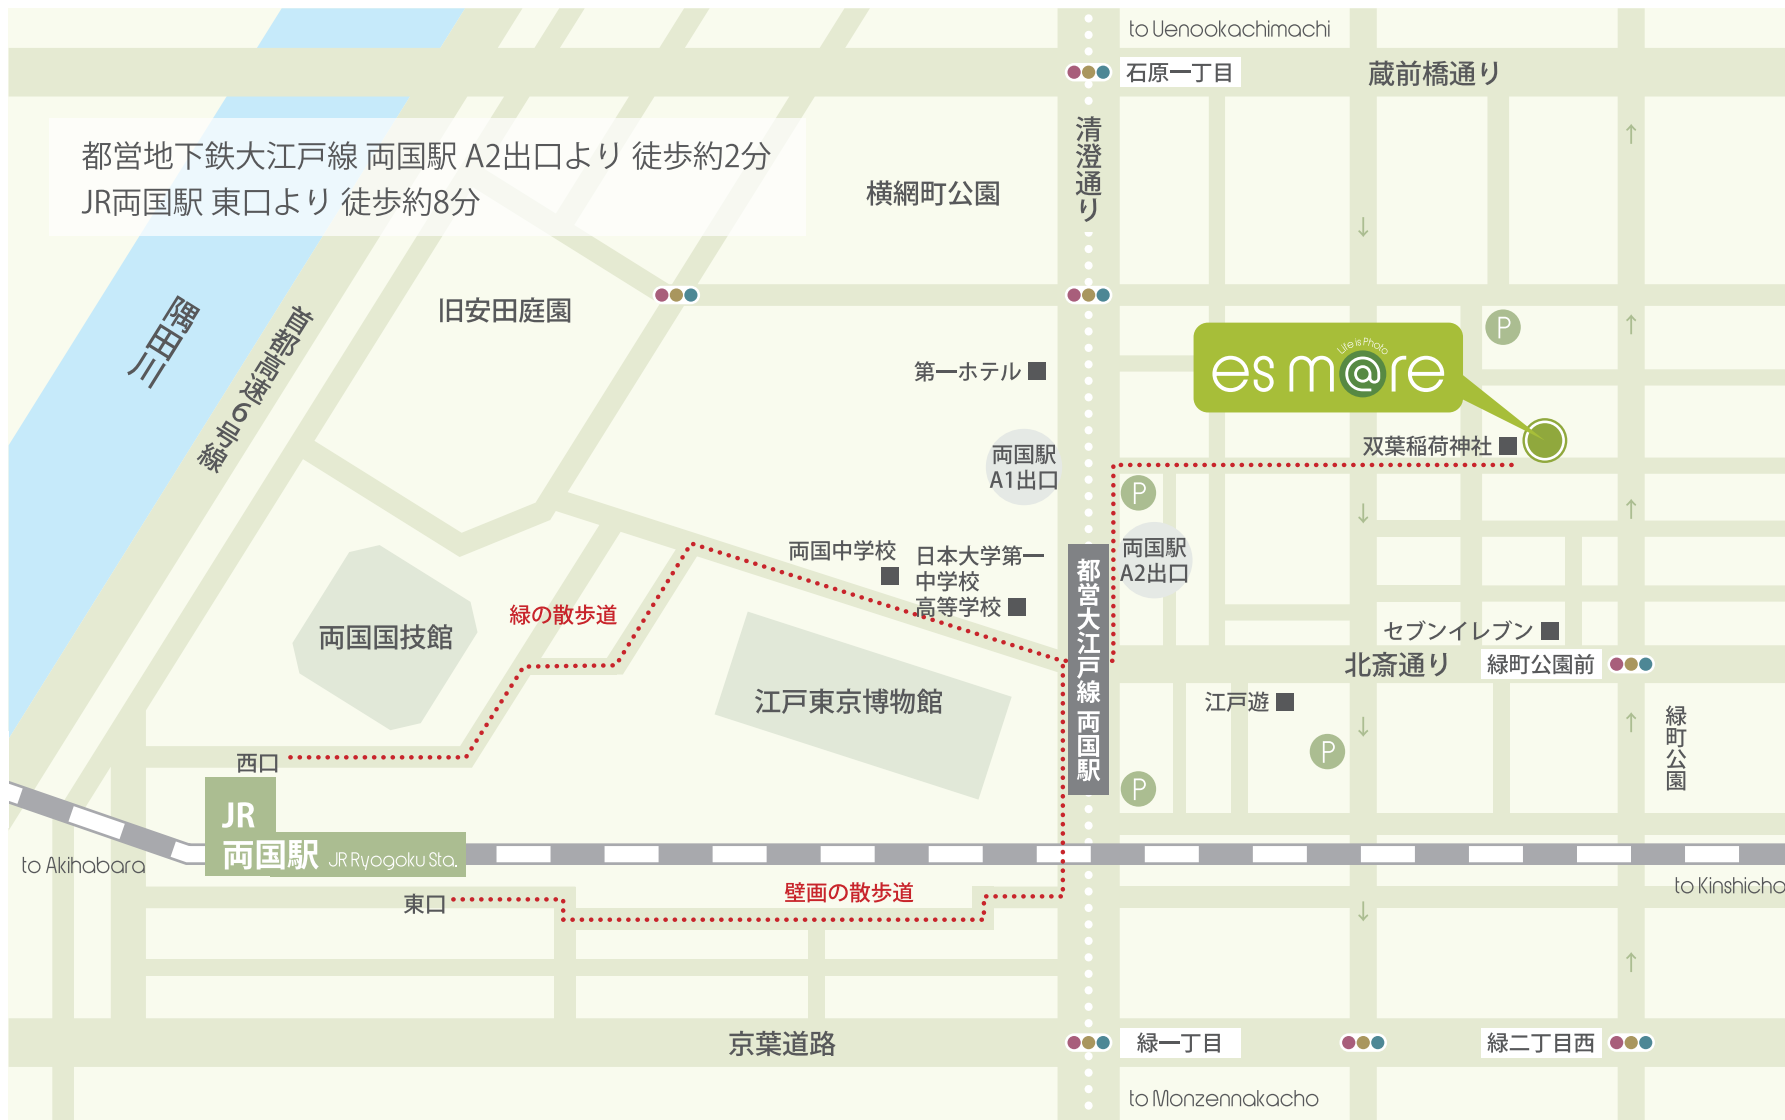 to Uenookachimachi
石原一丁目
蔵前橋通り
都営地下鉄大江戸線 両国駅 A2出口より 徒歩約2分
JR両国駅 東口より 徒歩約8分
清澄通り
横網町公園
隅田川
首都高速6号線
旧安田庭園
第一ホテル
Life is Photo
esm@re
双葉稲荷神社
両国駅
A1出口
P
P
両国駅
A2出口
両国中学校
日本大学第一
中学校
高等学校
都営大江戸線 両国駅
緑の散歩道
両国国技館
江戸東京博物館
セブンイレブン
北斎通り
緑町公園前
江戸遊
緑町公園
P
P
西口
JR
両国駅 JR Ryogoku Sta.
to Akihabara
to Kinshicho
東口
壁画の散歩道
京葉道路
緑一丁目
緑二丁目西
to Monzennakacho